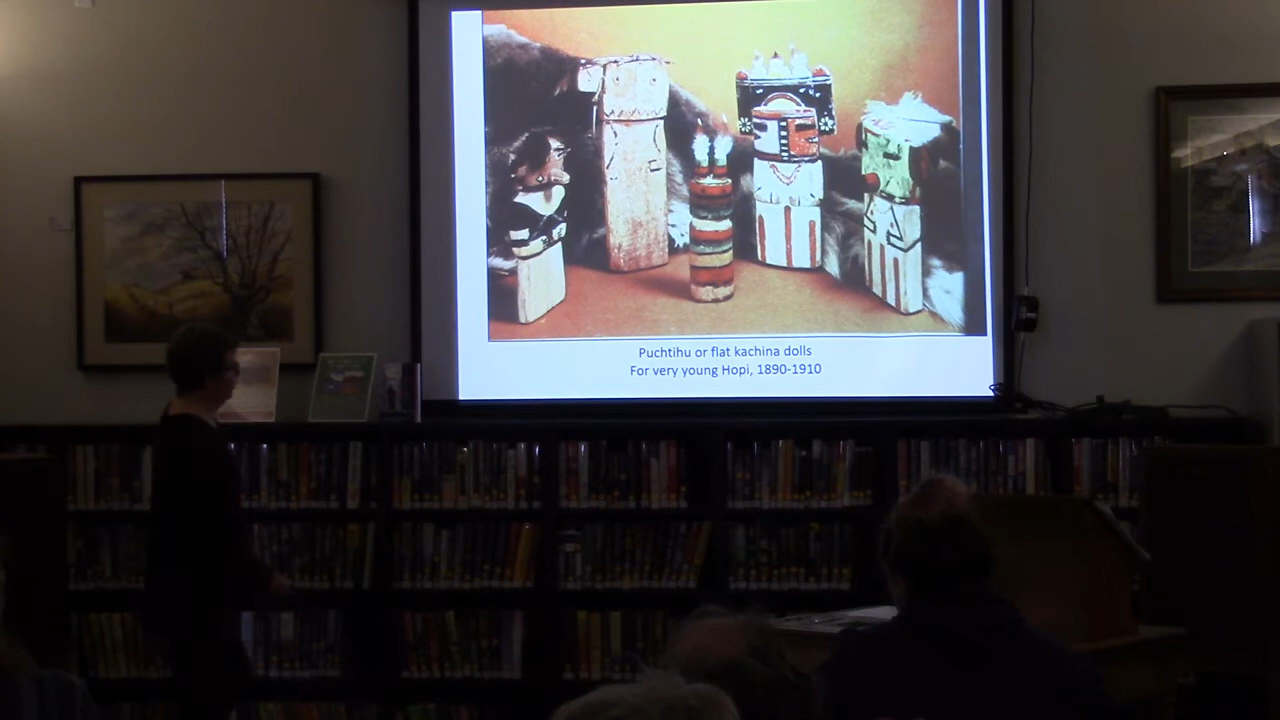 Puchtihu or flat kachina dolls
For very young Hopi, 1890-1910